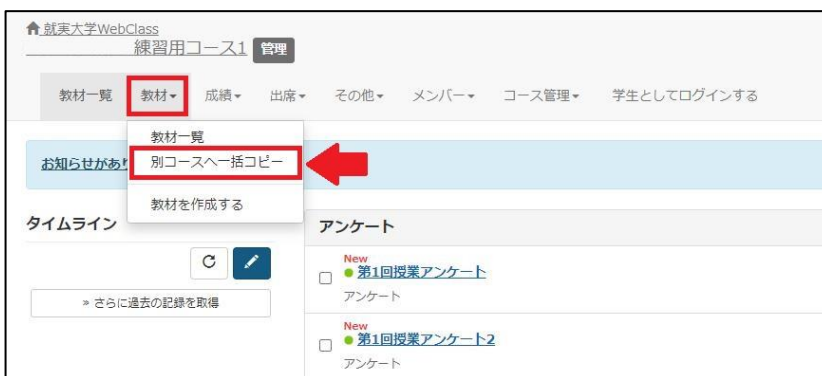 就実大学WebClass
練習用コース1 管理
教材一覧 教材 成績 出席 その他 メンバー コース管理 学生としてログインする
教材一覧
別コースへ一括コピー
教材を作成する
お知らせがあり
タイムライン
» さらに過去の記録を取得
アンケート
New
第1回授業アンケート
アンケート
New
第1回授業アンケート2
アンケート